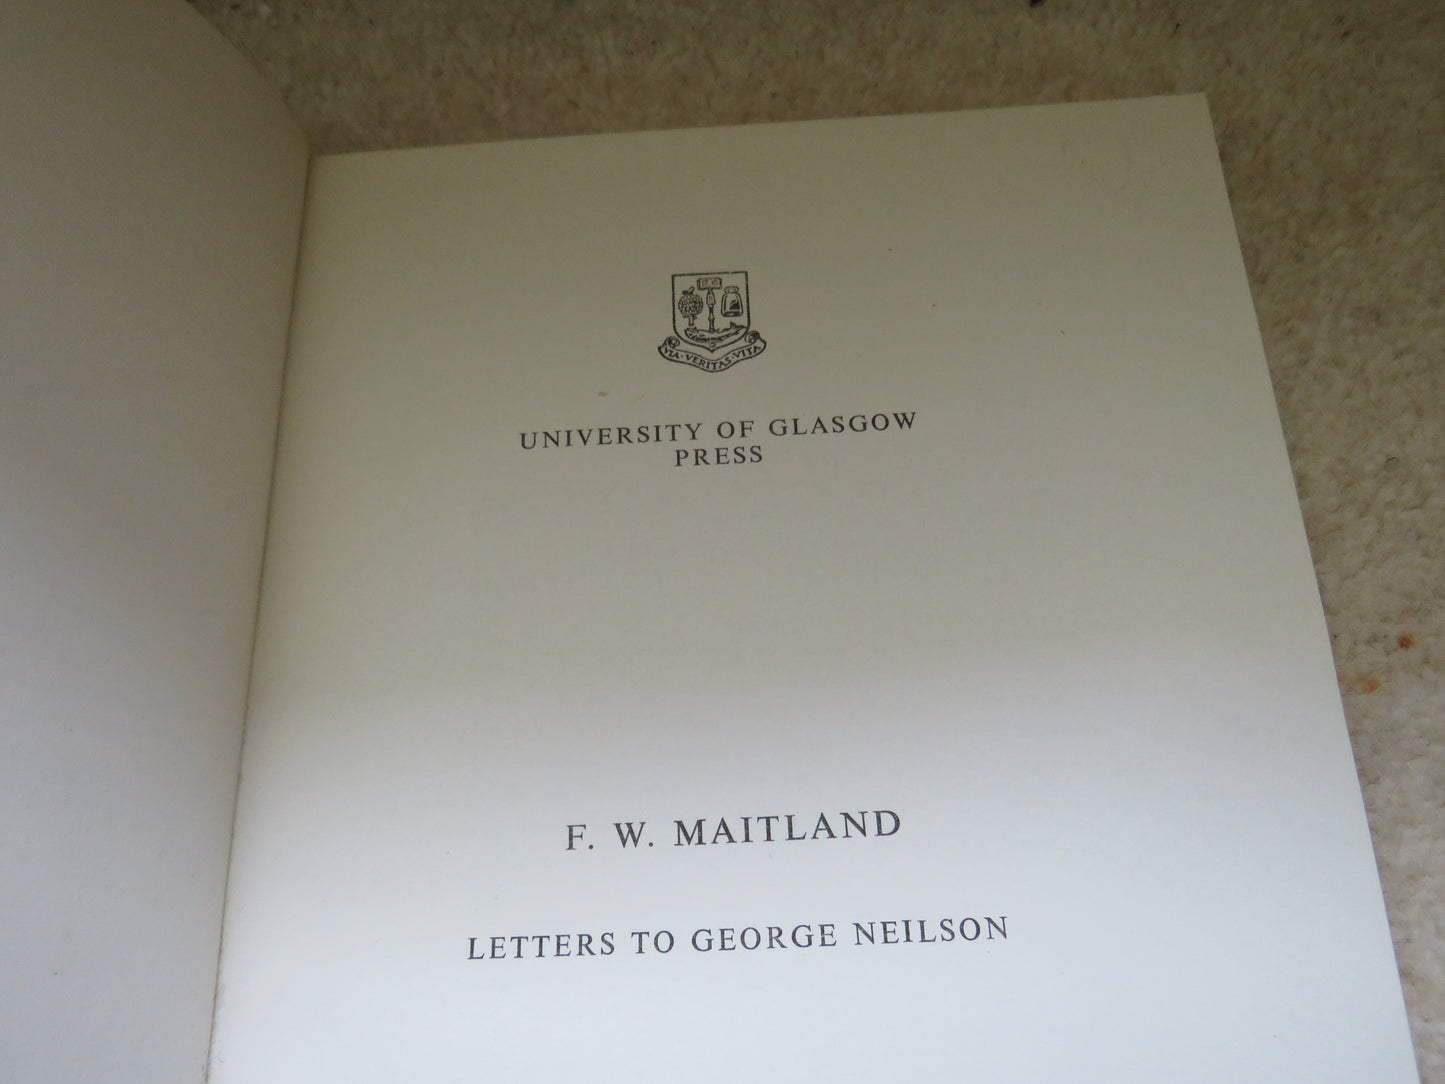 VIA·VERITAS·VITA
UNIVERSITY OF GLASGOW
PRESS
F. W. MAITLAND
LETTERS TO GEORGE NEILSON